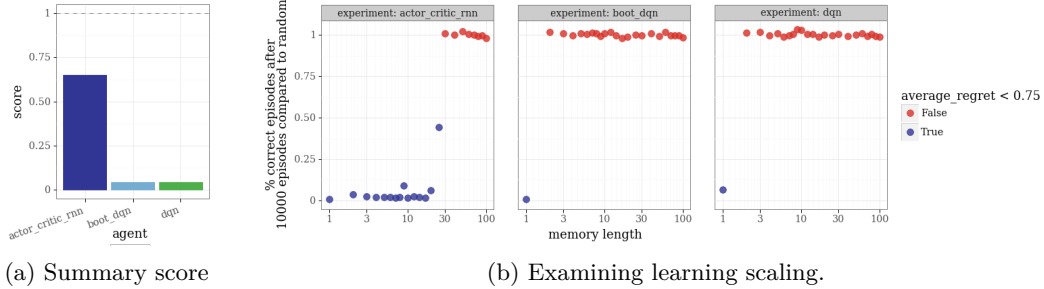 1
0.75
0.50
0.25
0
score
actor_critic_rnn
boot_dqn
dqn
agent
(a) Summary score
% correct episodes after
10000 episodes compared to random
experiment: actor_critic_rnn
experiment: boot_dqn
experiment: dqn
1
0.75
0.50
0.25
0
1 3 10 30 100
1 3 10 30 100
1 3 10 30 100
memory length
average_regret < 0.75
False
True
(b) Examining learning scaling.